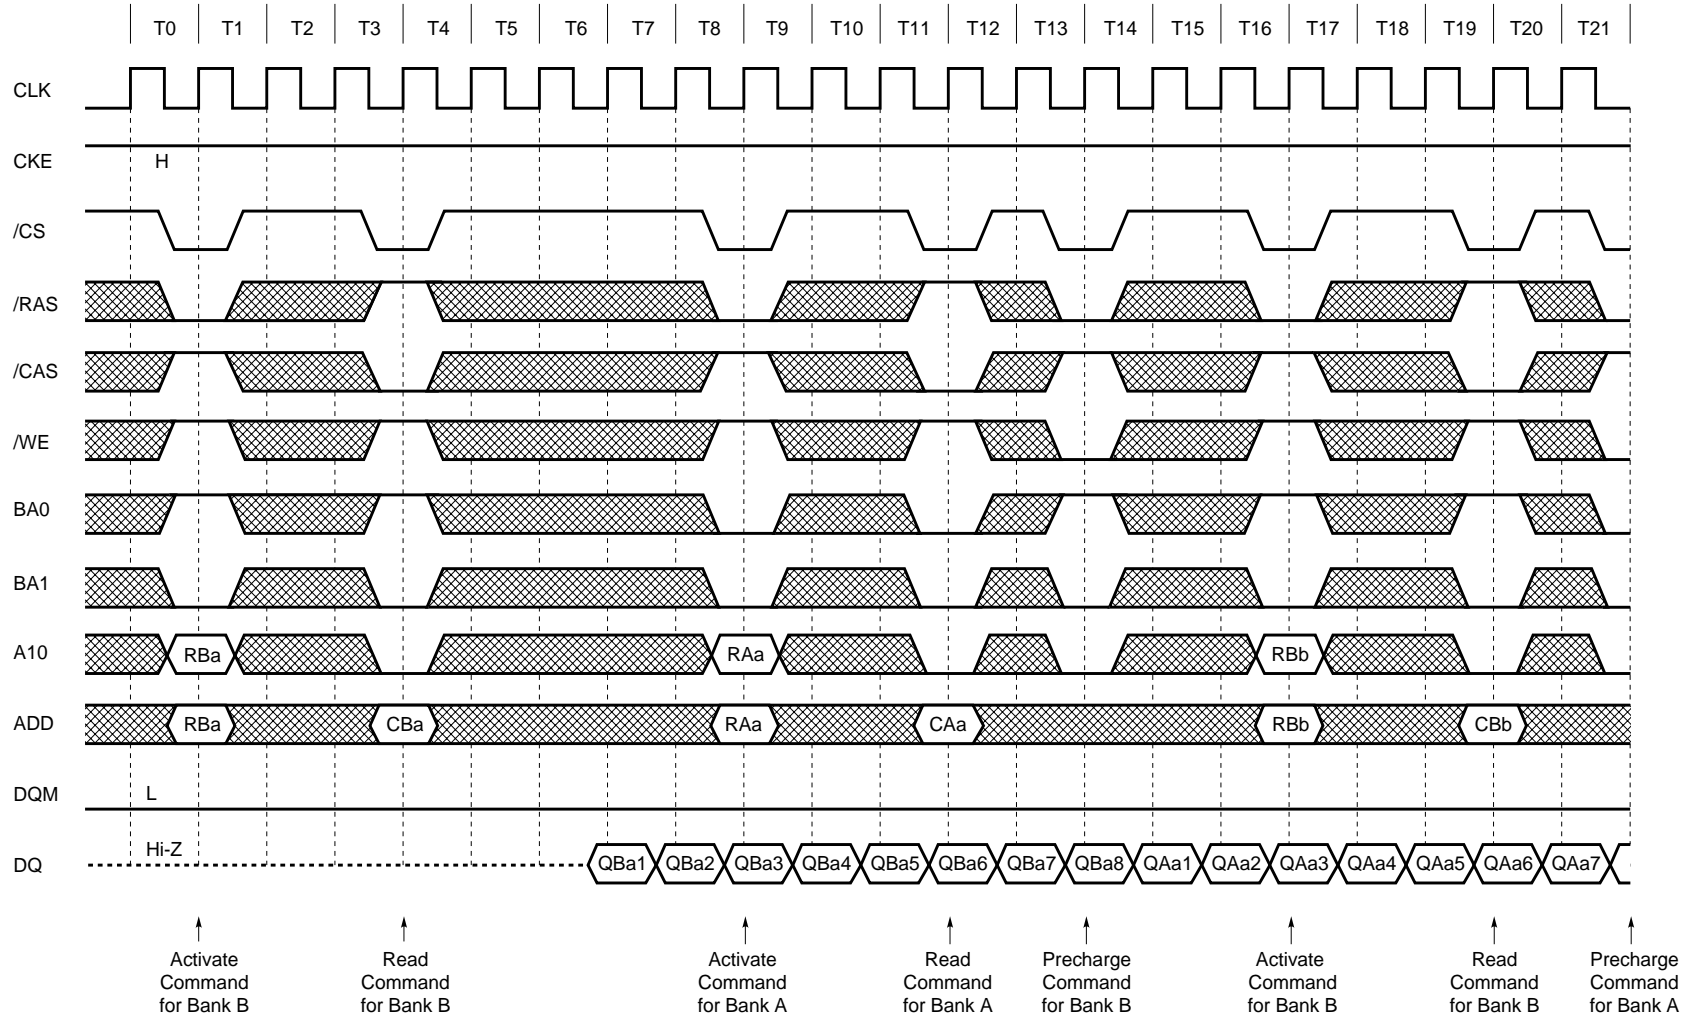 T0 T1 T2 T3 T4 T5 T6 T7 T8 T9 T10 T11 T12 T13 T14 T15 T16 T17 T18 T19 T20 T21
CLK
CKE H
/CS
/RAS
/CAS
/WE
BA0
BA1
A10 RBa RAa RBb
ADD RBa CBa RAa CAa RBb CBb
DQM L
DQ Hi-Z QBa1 QBa2 QBa3 QBa4 QBa5 QBa6 QBa7 QBa8 QAa1 QAa2 QAa3 QAa4 QAa5 QAa6 QAa7
Activate
Command
for Bank B
Read
Command
for Bank B
Activate
Command
for Bank A
Read
Command
for Bank A
Precharge
Command
for Bank B
Activate
Command
for Bank B
Read
Command
for Bank B
Precharge
Command
for Bank A